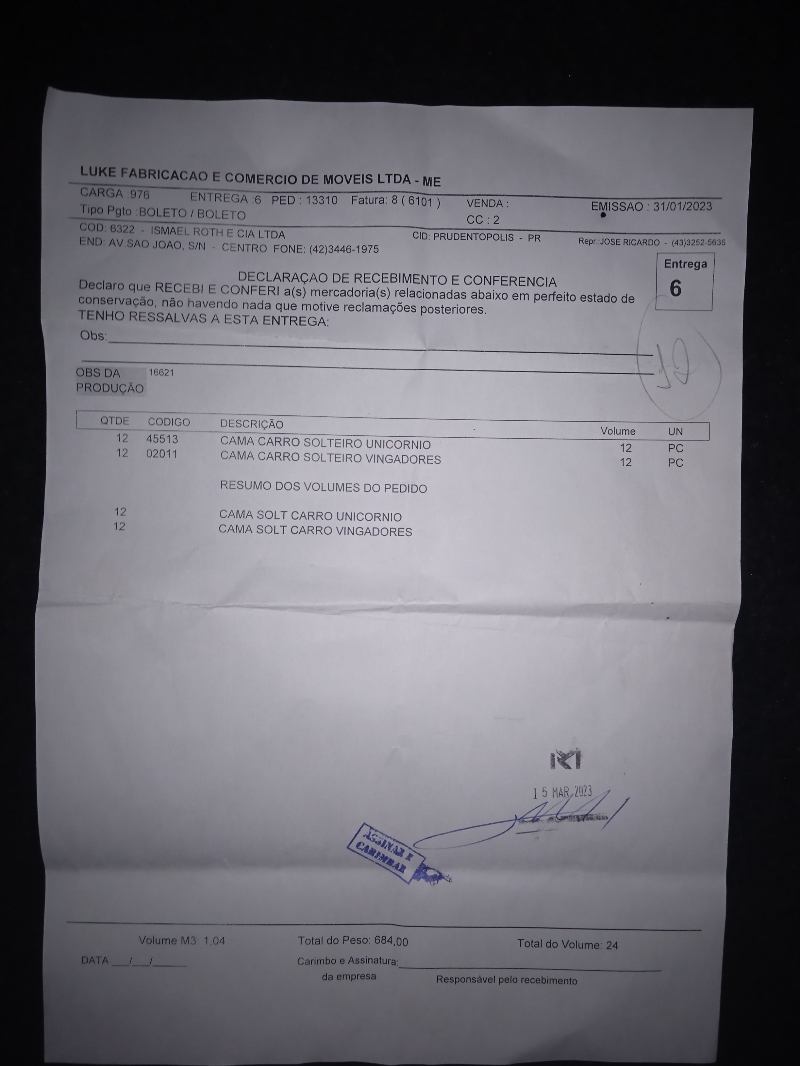 LUKE FABRICACAO E COMERCIO DE MOVEIS LTDA - ME
CARGA :976 ENTREGA :6 PED : 13310 Fatura: 8 ( 6101 ) VENDA : EMISSAO : 31/01/2023
Tipo Pgto :BOLETO / BOLETO CC : 2
COD: 6322 - ISMAEL ROTH E CIA LTDA CID: PRUDENTOPOLIS - PR Repr.:JOSE RICARDO - (43)3252-5636
END: AV SAO JOAO, S/N - CENTRO FONE: (42)3446-1975
Entrega
6
DECLARAÇAO DE RECEBIMENTO E CONFERENCIA
Declaro que RECEBI E CONFERI a(s) mercadoria(s) relacionadas abaixo em perfeito estado de
conservação, não havendo nada que motive reclamações posteriores.
TENHO RESSALVAS A ESTA ENTREGA:
Obs:
OBS DA 16621
PRODUÇÃO
QTDE CODIGO DESCRIÇÃO Volume UN
12 45513 CAMA CARRO SOLTEIRO UNICORNIO 12 PC
12 02011 CAMA CARRO SOLTEIRO VINGADORES 12 PC
RESUMO DOS VOLUMES DO PEDIDO
12 CAMA SOLT CARRO UNICORNIO
12 CAMA SOLT CARRO VINGADORES
15 MAR 2023
ASSINAR E
CARIMBAR
Volume M3: 1,04 Total do Peso: 684,00 Total do Volume: 24
DATA __/__/____ Carimbo e Assinatura:
da empresa Responsável pelo recebimento